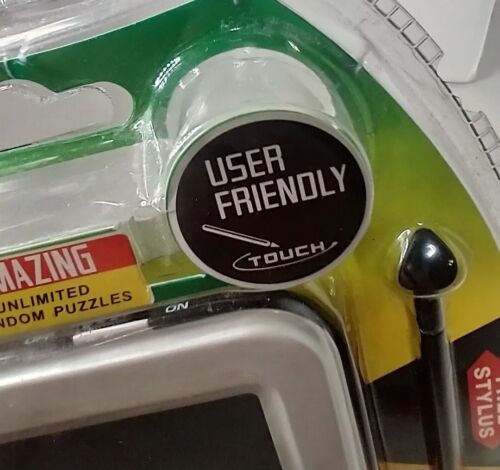 USER
FRIENDLY
TOUCH
MAZING
UNLIMITED
NDOM PUZZLES
ON
STYLUS